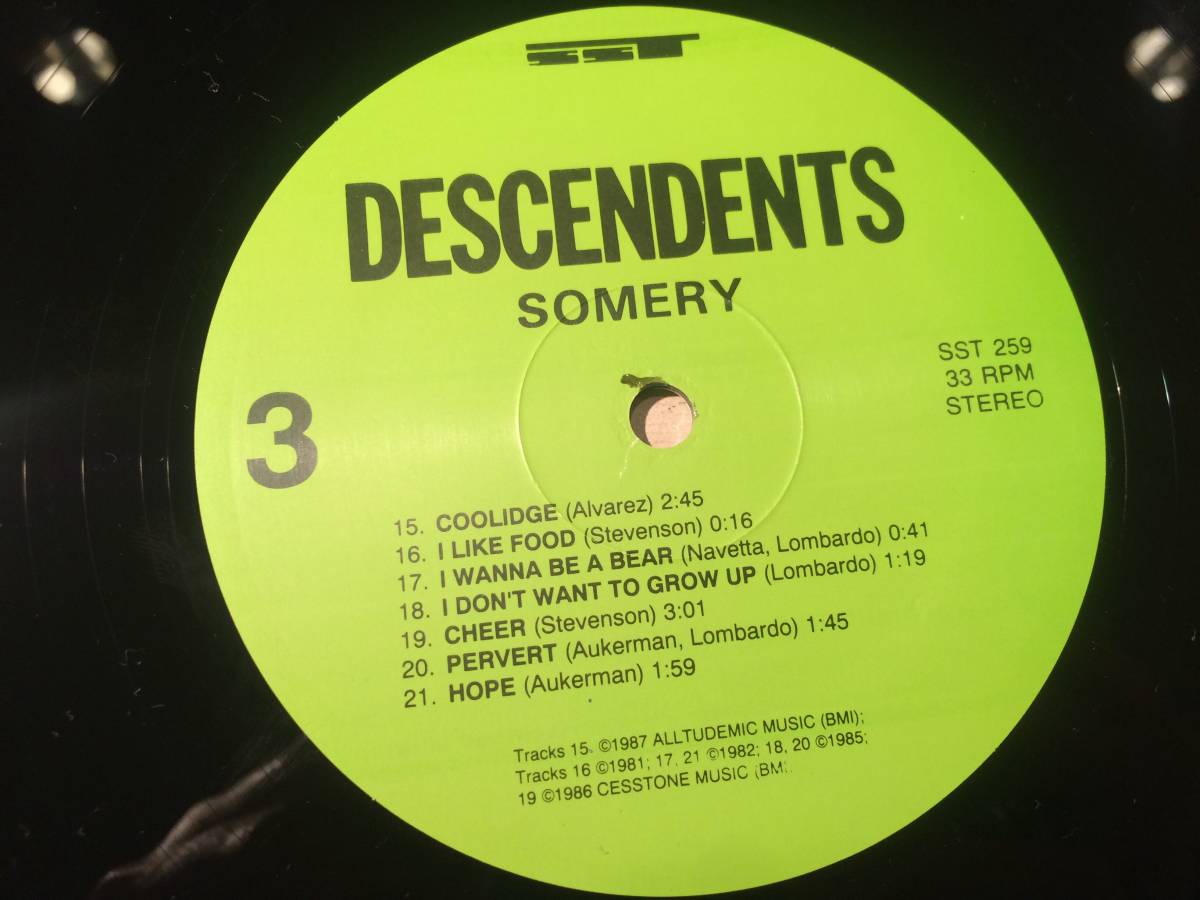 SST
DESCENDENTS
SOMERY
SST 259
33 RPM
STEREO
3
15. COOLIDGE (Alvarez) 2:45
16. I LIKE FOOD (Stevenson) 0:16
17. I WANNA BE A BEAR (Navetta, Lombardo) 0:41
18. I DON'T WANT TO GROW UP (Lombardo) 1:19
19. CHEER (Stevenson) 3:01
20. PERVERT (Aukerman, Lombardo) 1:45
21. HOPE (Aukerman) 1:59
Tracks 15. ©1987 ALLTUDEMIC MUSIC (BMI);
Tracks 16 ©1981; 17, 21 ©1982; 18, 20 ©1985;
19 ©1986 CESSTONE MUSIC (BMI.